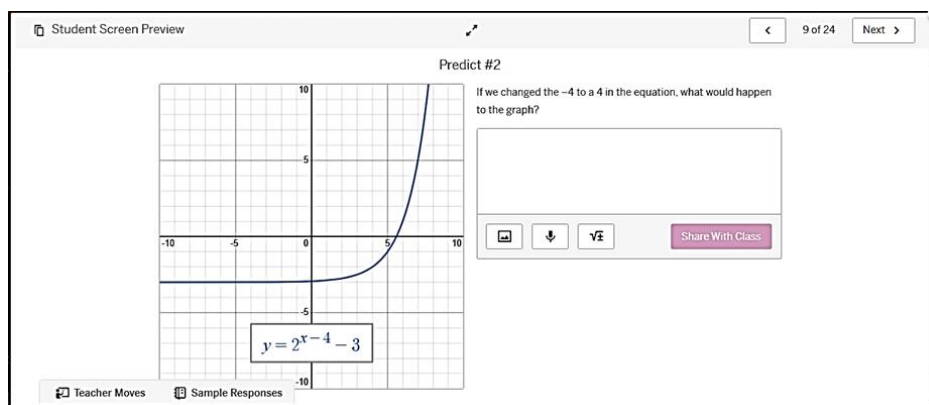 Student Screen Preview
9 of 24
Next
Predict #2
If we changed the −4 to a 4 in the equation, what would happen
to the graph?
10
5
-10
-5
0
5
10
-5
y = 2^{x − 4} − 3
-10
√±
Share With Class
Teacher Moves
Sample Responses